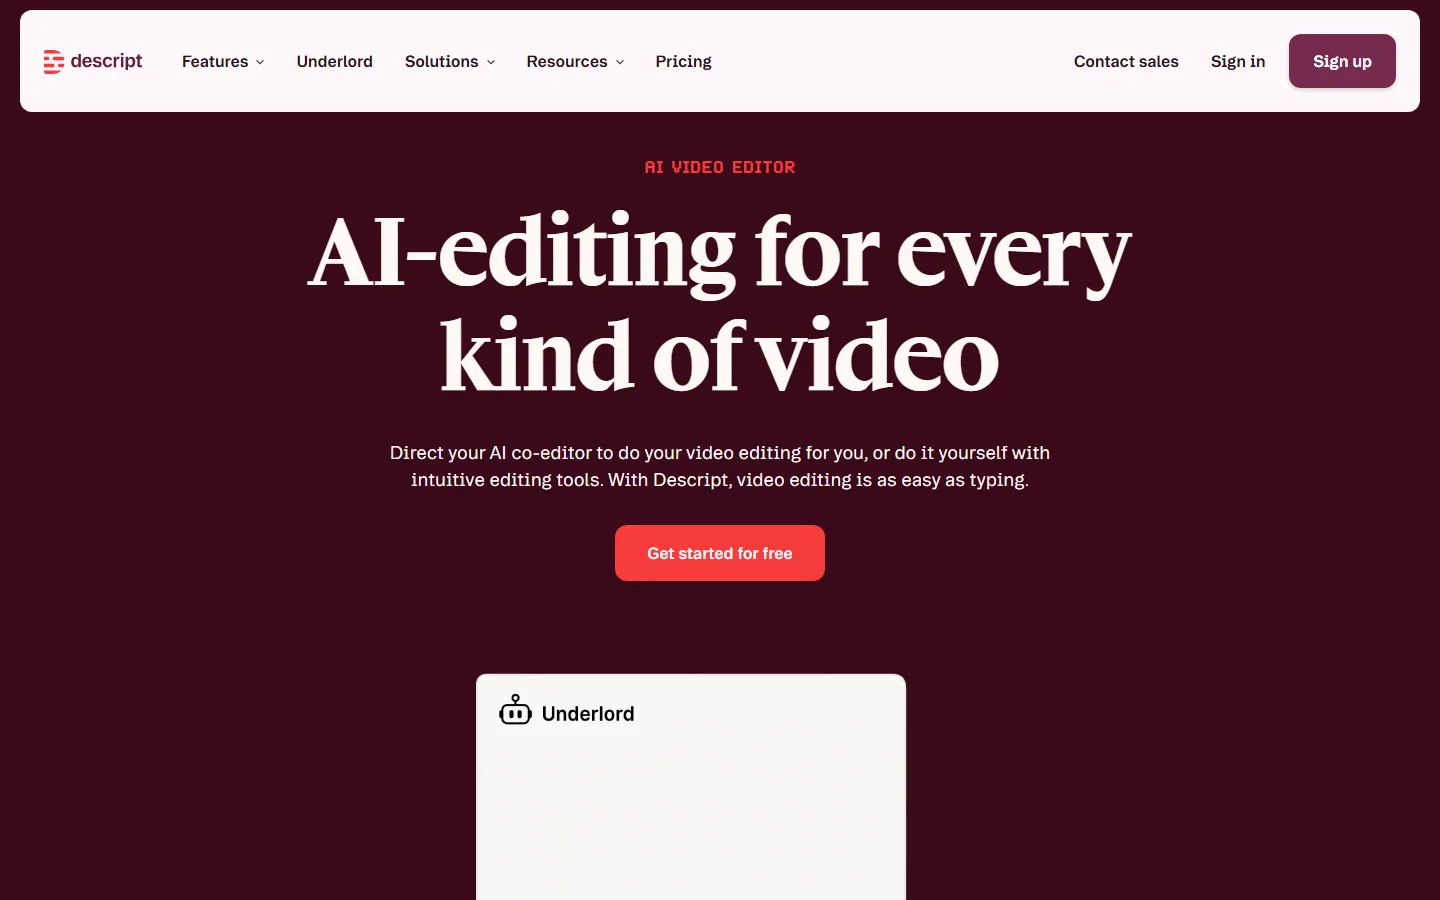 descript
Features
Underlord
Solutions
Resources
Pricing
Contact sales
Sign in
Sign up
AI VIDEO EDITOR
AI-editing for every
kind of video
Direct your AI co-editor to do your video editing for you, or do it yourself with
intuitive editing tools. With Descript, video editing is as easy as typing.
Get started for free
Underlord